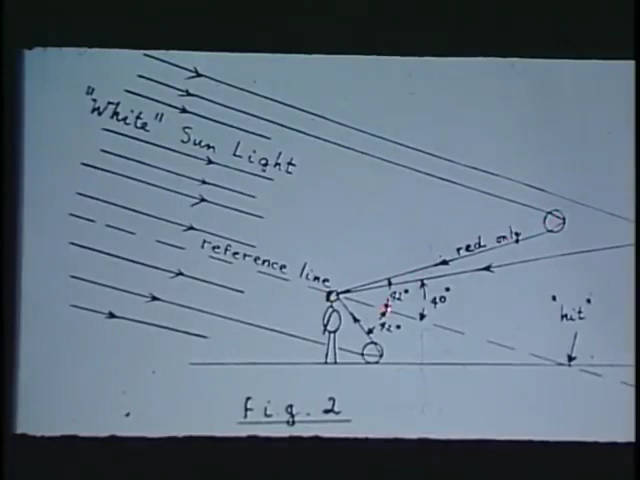 "White" Sun Light
red only
reference line
42°
40°
42°
"hit"
Fig. 2